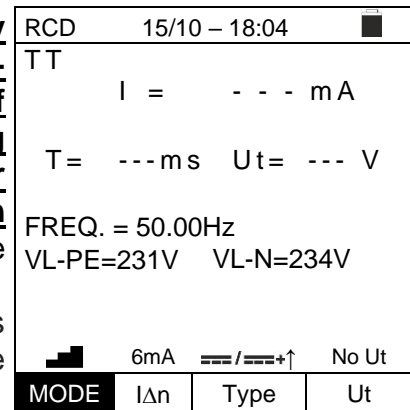 RCD 15/10 – 18:04
TT
I = - - - mA
T= ---ms Ut= --- V
FREQ. = 50.00Hz
VL-PE=231V VL-N=234V
6mA / +↑ No Ut
MODE IΔn Type Ut